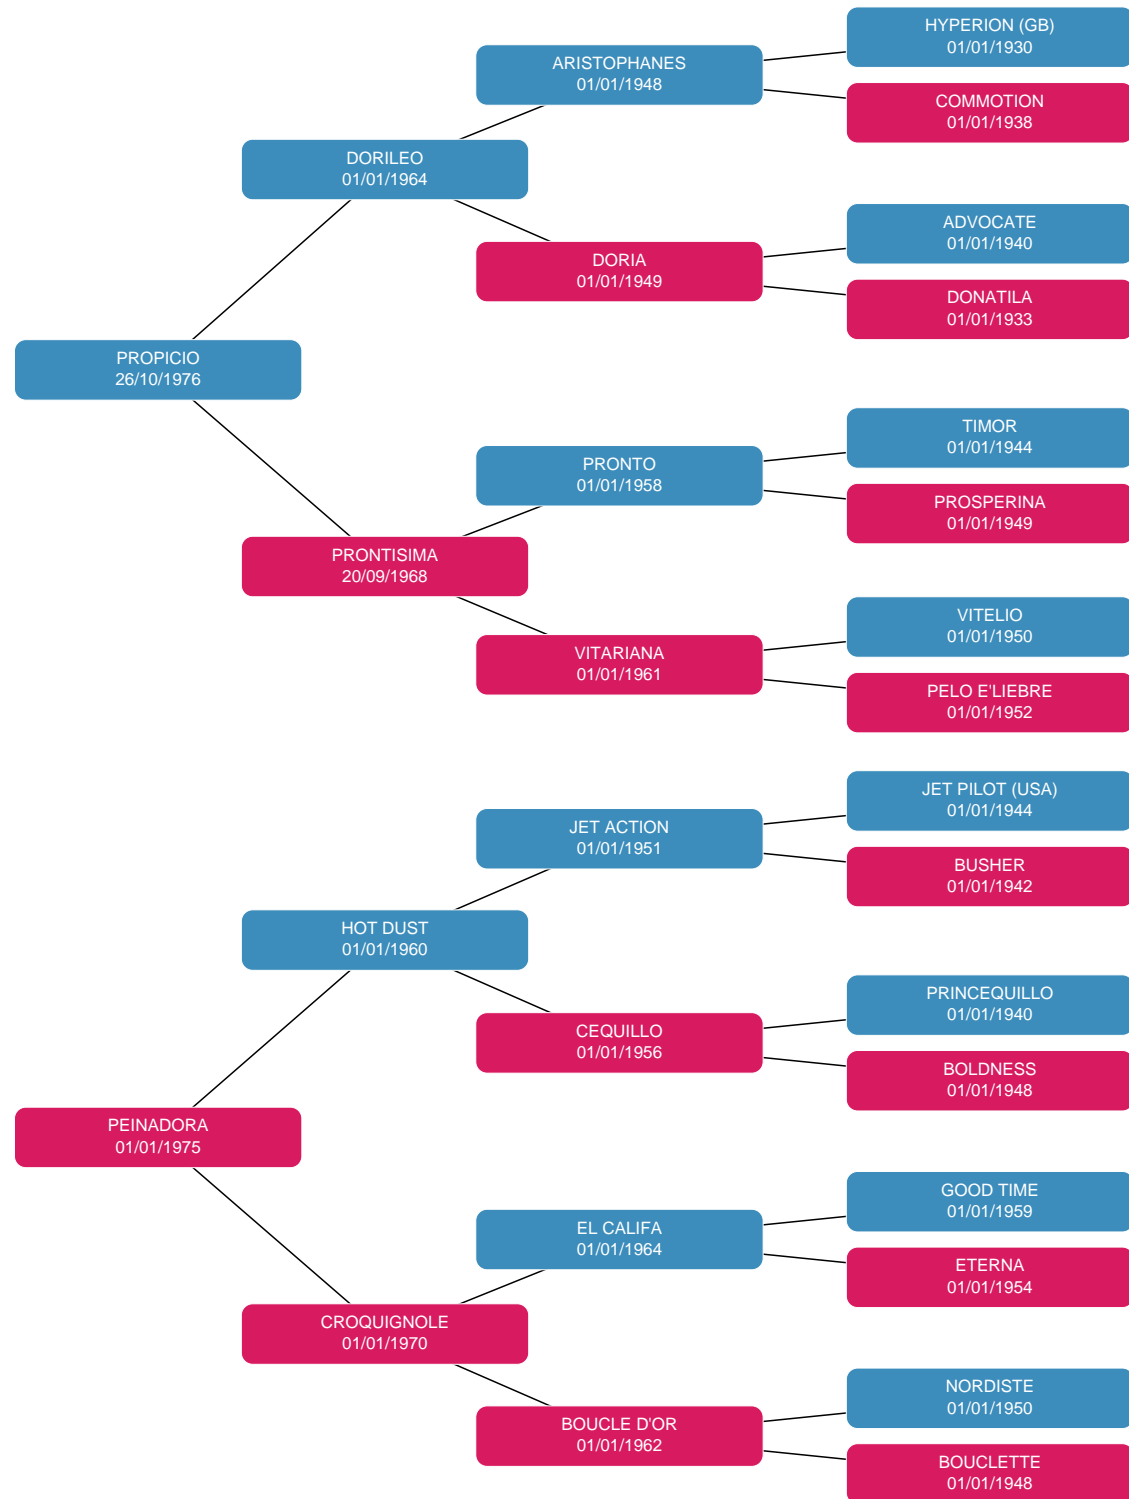 HYPERION (GB)
01/01/1930
ARISTOPHANES
01/01/1948
COMMOTION
01/01/1938
DORILEO
01/01/1964
ADVOCATE
01/01/1940
DORIA
01/01/1949
DONATILA
01/01/1933
PROPICIO
26/10/1976
TIMOR
01/01/1944
PRONTO
01/01/1958
PROSPERINA
01/01/1949
PRONTISIMA
20/09/1968
VITELIO
01/01/1950
VITARIANA
01/01/1961
PELO E'LIEBRE
01/01/1952
JET PILOT (USA)
01/01/1944
JET ACTION
01/01/1951
BUSHER
01/01/1942
HOT DUST
01/01/1960
PRINCEQUILLO
01/01/1940
CEQUILLO
01/01/1956
BOLDNESS
01/01/1948
PEINADORA
01/01/1975
GOOD TIME
01/01/1959
EL CALIFA
01/01/1964
ETERNA
01/01/1954
CROQUIGNOLE
01/01/1970
NORDISTE
01/01/1950
BOUCLE D'OR
01/01/1962
BOUCLETTE
01/01/1948